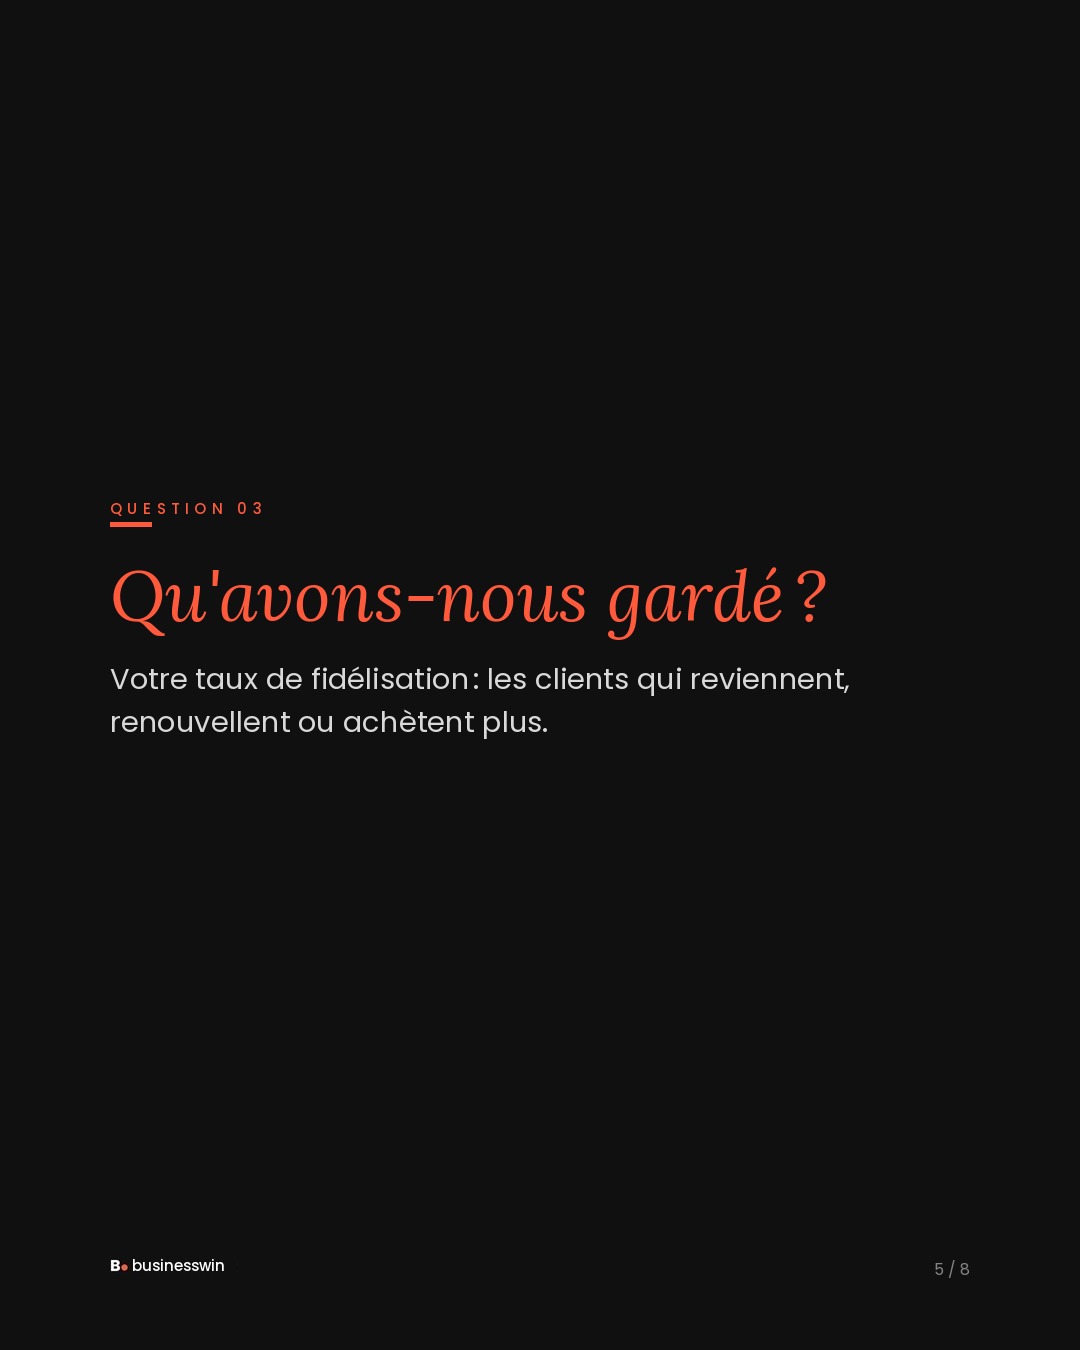 QUESTION 03
Qu'avons-nous gardé ?
Votre taux de fidélisation : les clients qui reviennent,
renouvellent ou achètent plus.
B• businesswin
5 / 8